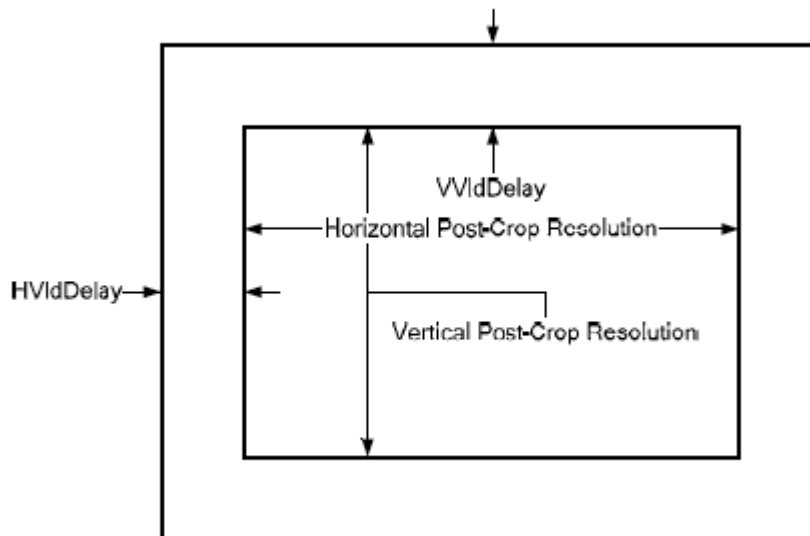 VVldDelay
Horizontal Post-Crop Resolution
HVldDelay
Vertical Post-Crop Resolution